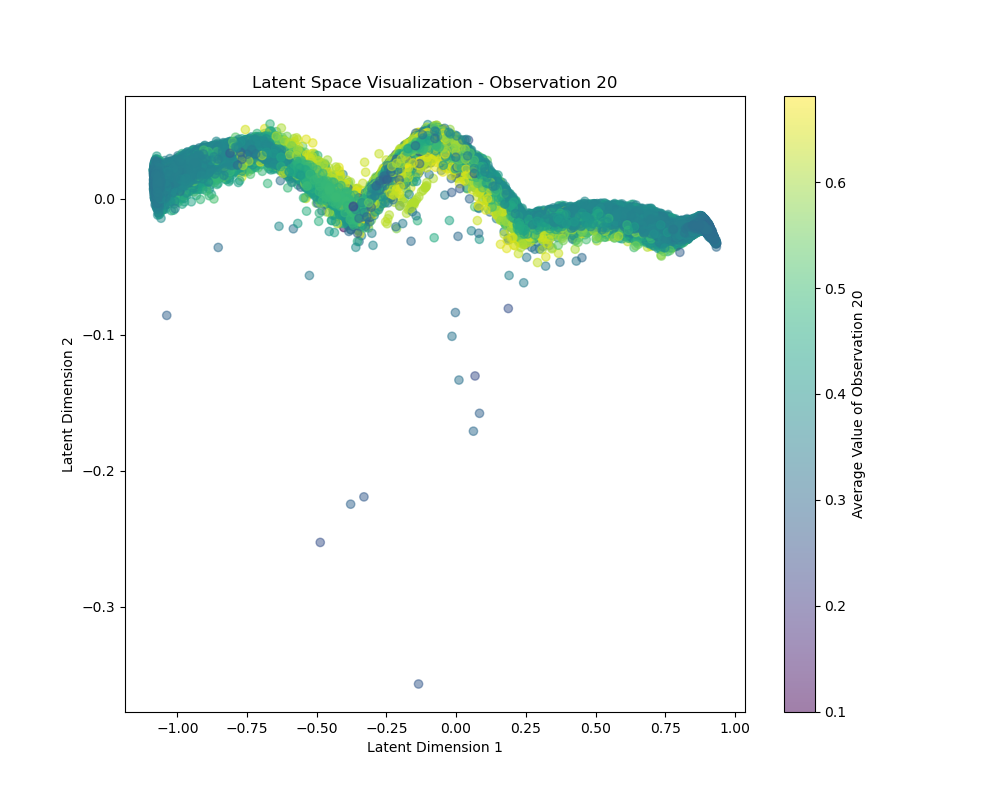 Latent Space Visualization - Observation 20
0.0
−0.1
−0.2
−0.3
Latent Dimension 2
−1.00 −0.75 −0.50 −0.25 0.00 0.25 0.50 0.75 1.00
Latent Dimension 1
0.6
0.5
0.4
0.3
0.2
0.1
Average Value of Observation 20